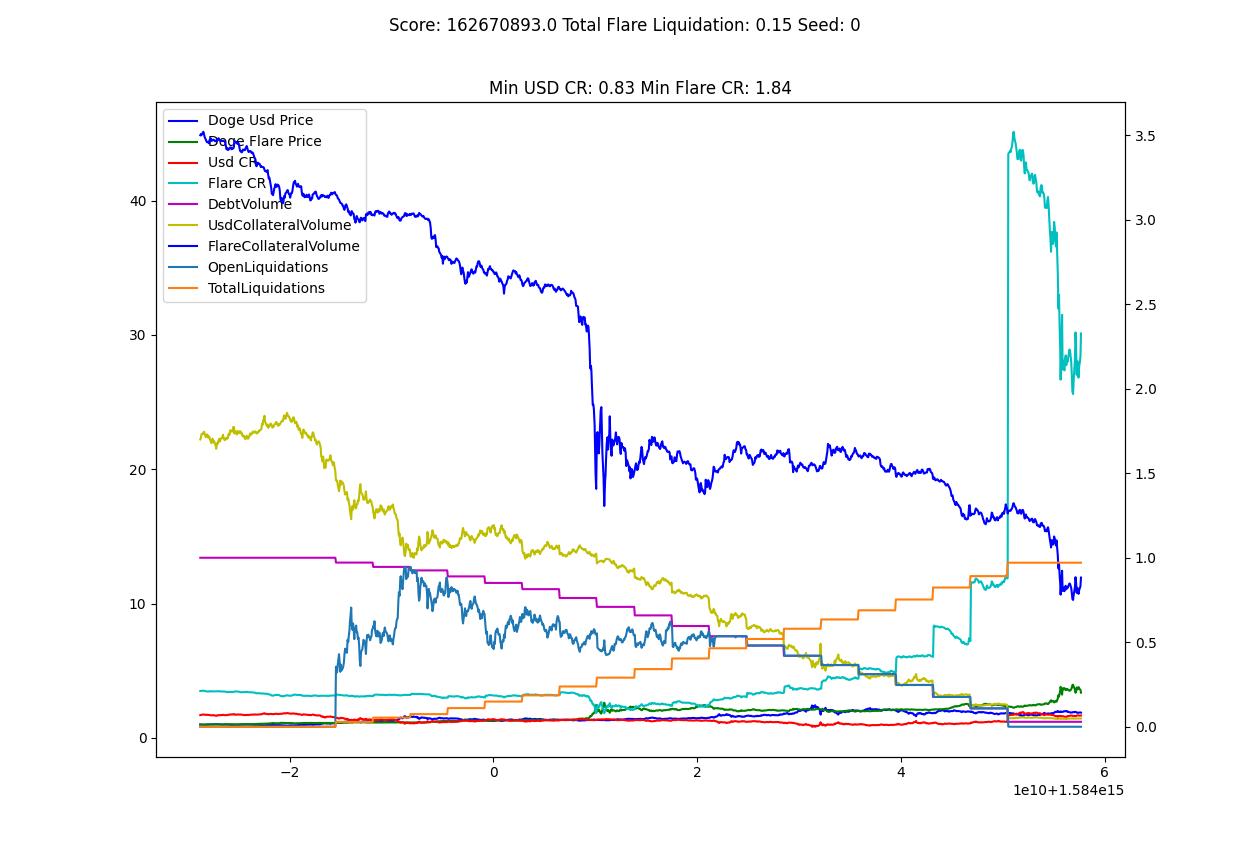 Score: 162670893.0 Total Flare Liquidation: 0.15 Seed: 0
Min USD CR: 0.83 Min Flare CR: 1.84
Doge Usd Price
Doge Flare Price
Usd CR
Flare CR
DebtVolume
UsdCollateralVolume
FlareCollateralVolume
OpenLiquidations
TotalLiquidations
40
30
20
10
0
3.5
3.0
2.5
2.0
1.5
1.0
0.5
0.0
−2
0
2
4
6
1e10+1.584e15